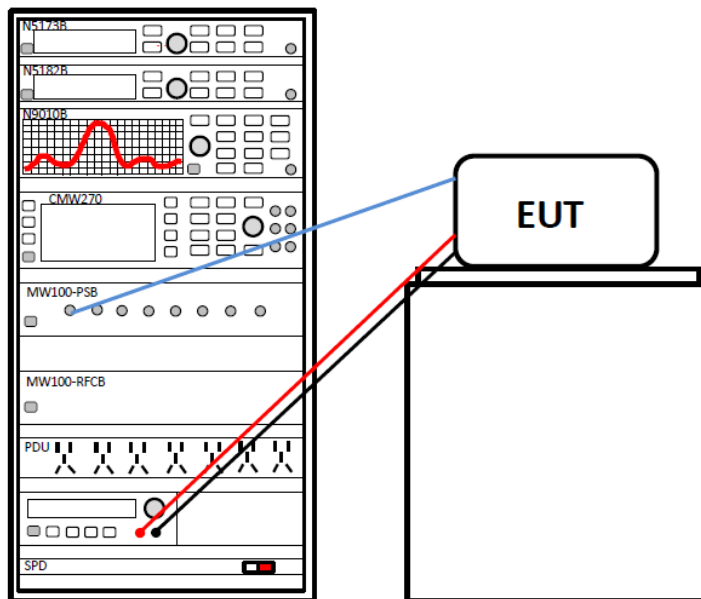 N5173B
N5182B
N9010B
CMW270
EUT
MW100-PSB
MW100-RFCB
PDU
SPD